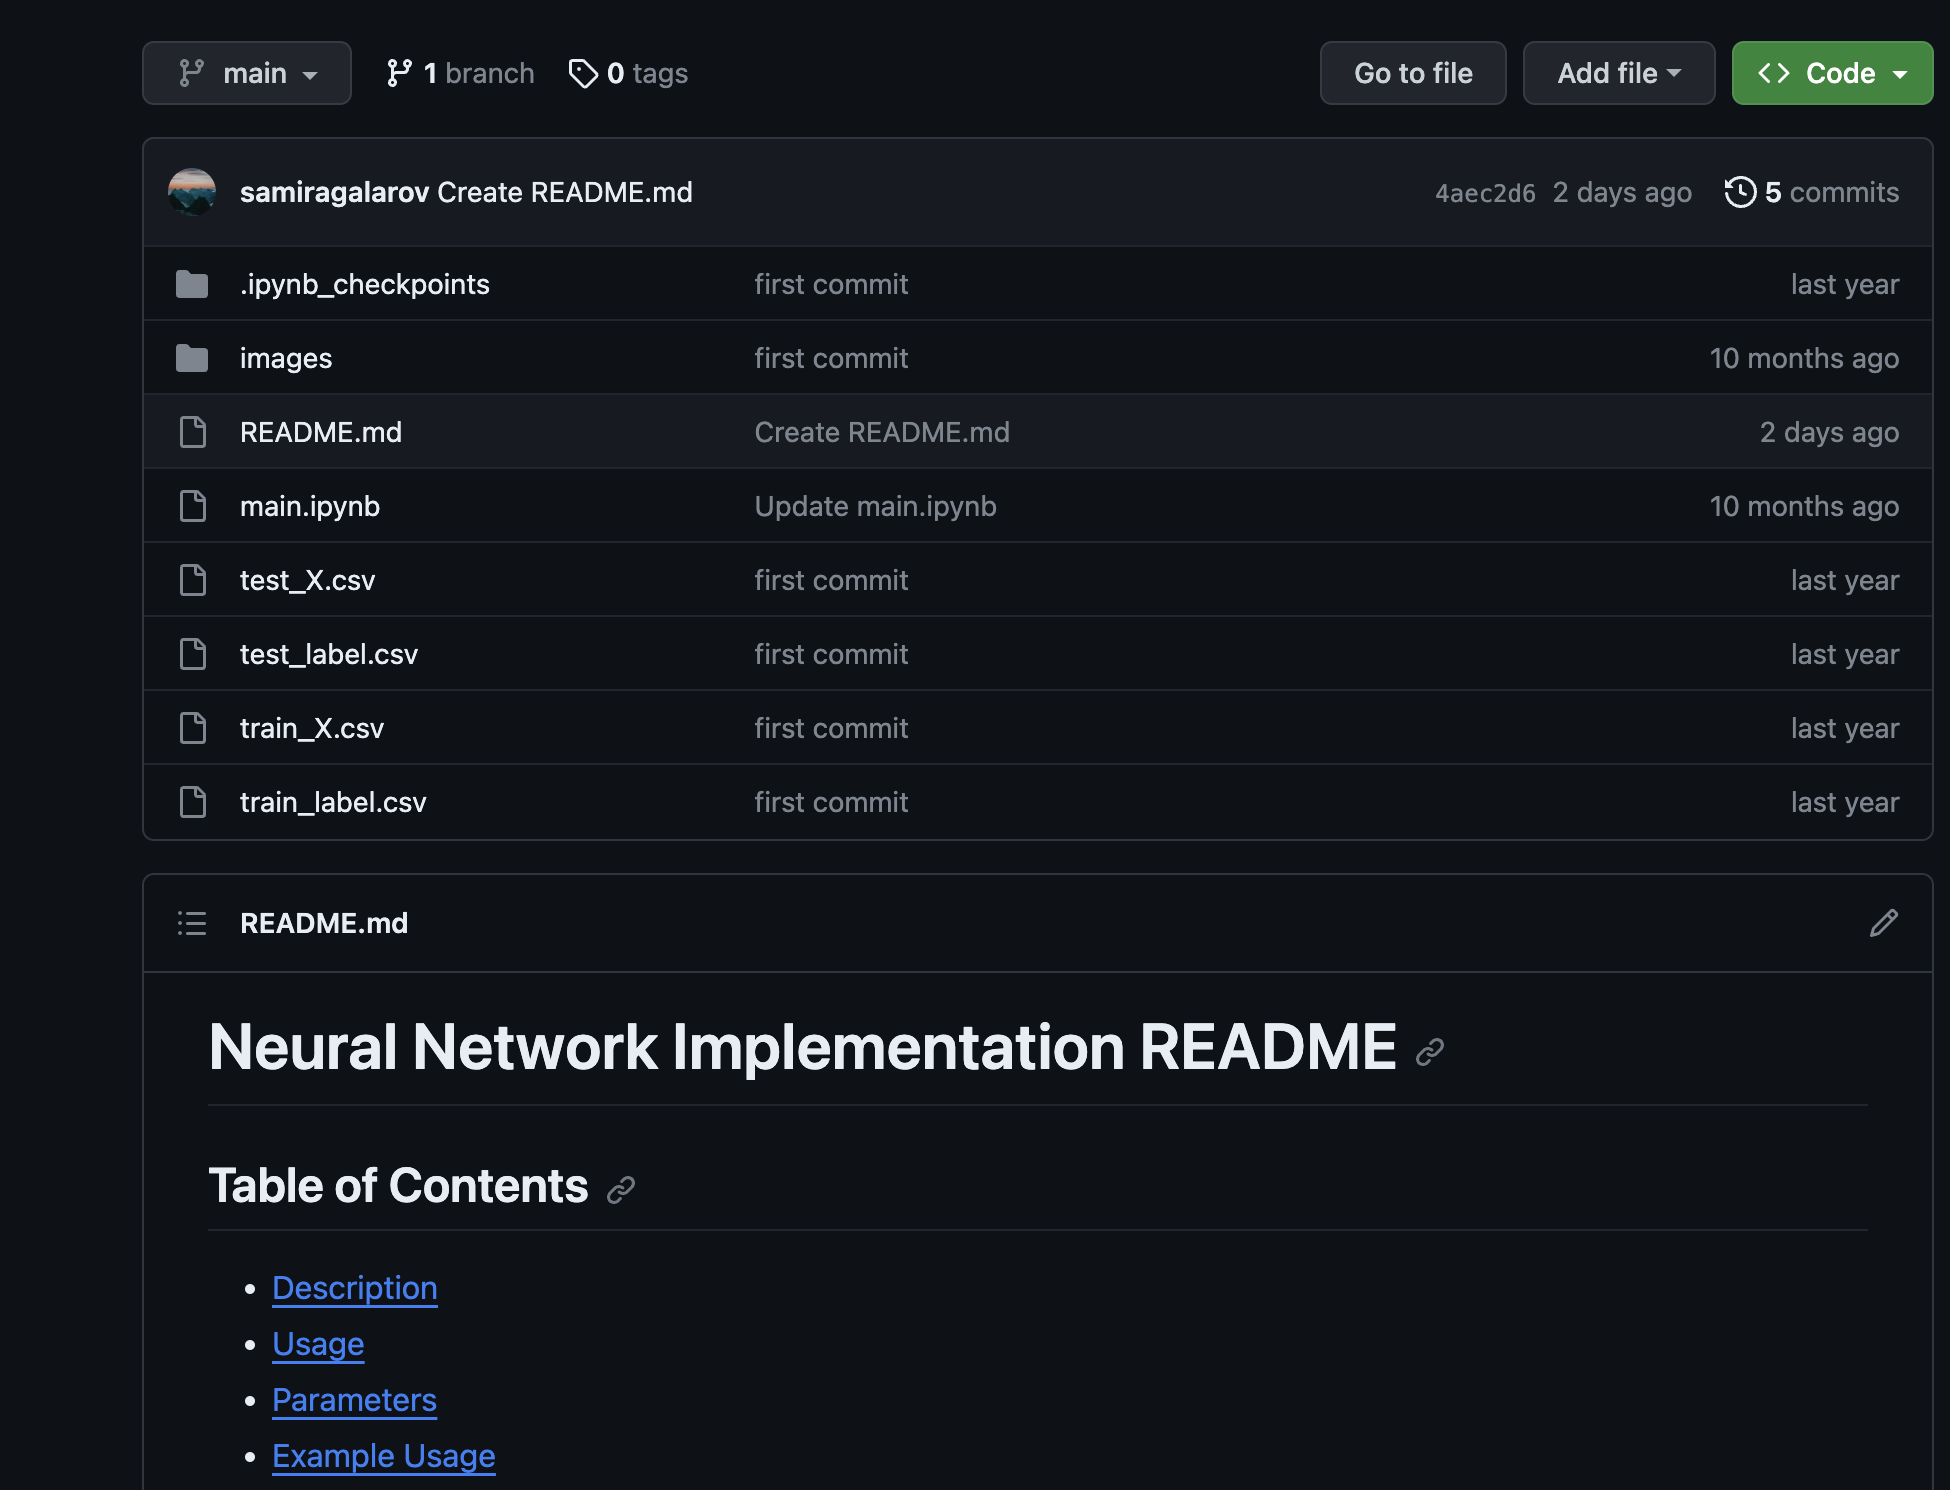 main 1 branch 0 tags Go to file Add file Code
samiragalarov Create README.md 4aec2d6 2 days ago 5 commits
.ipynb_checkpoints first commit last year
images first commit 10 months ago
README.md Create README.md 2 days ago
main.ipynb Update main.ipynb 10 months ago
test_X.csv first commit last year
test_label.csv first commit last year
train_X.csv first commit last year
train_label.csv first commit last year
README.md
Neural Network Implementation README
Table of Contents
Description
Usage
Parameters
Example Usage